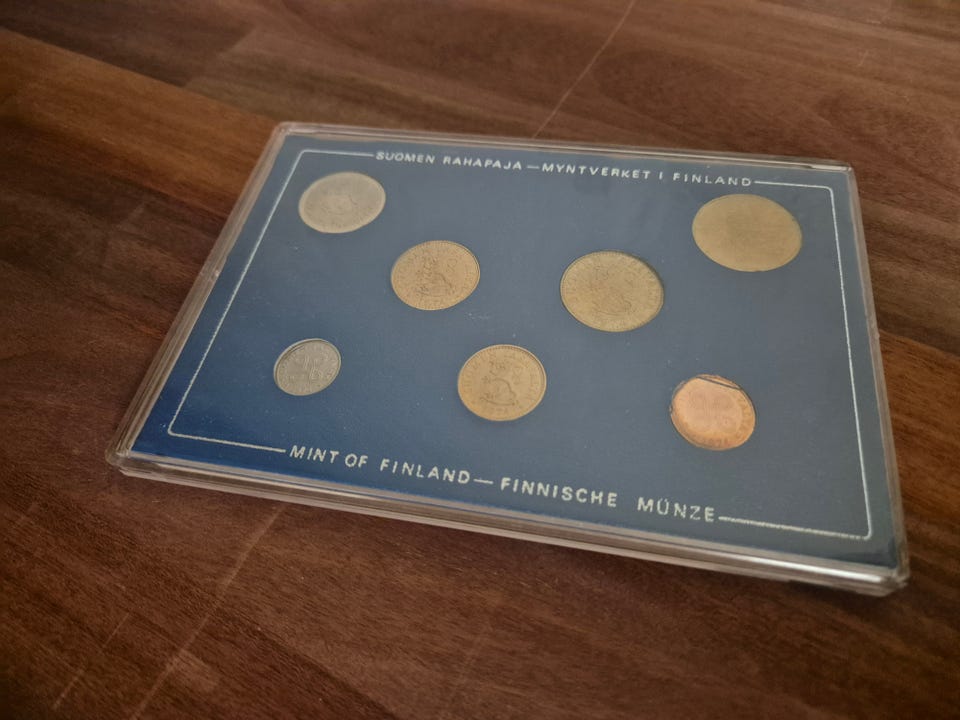 SUOMEN RAHAPAJA — MYNTVERKET I FINLAND
MINT OF FINLAND — FINNISCHE MÜNZE